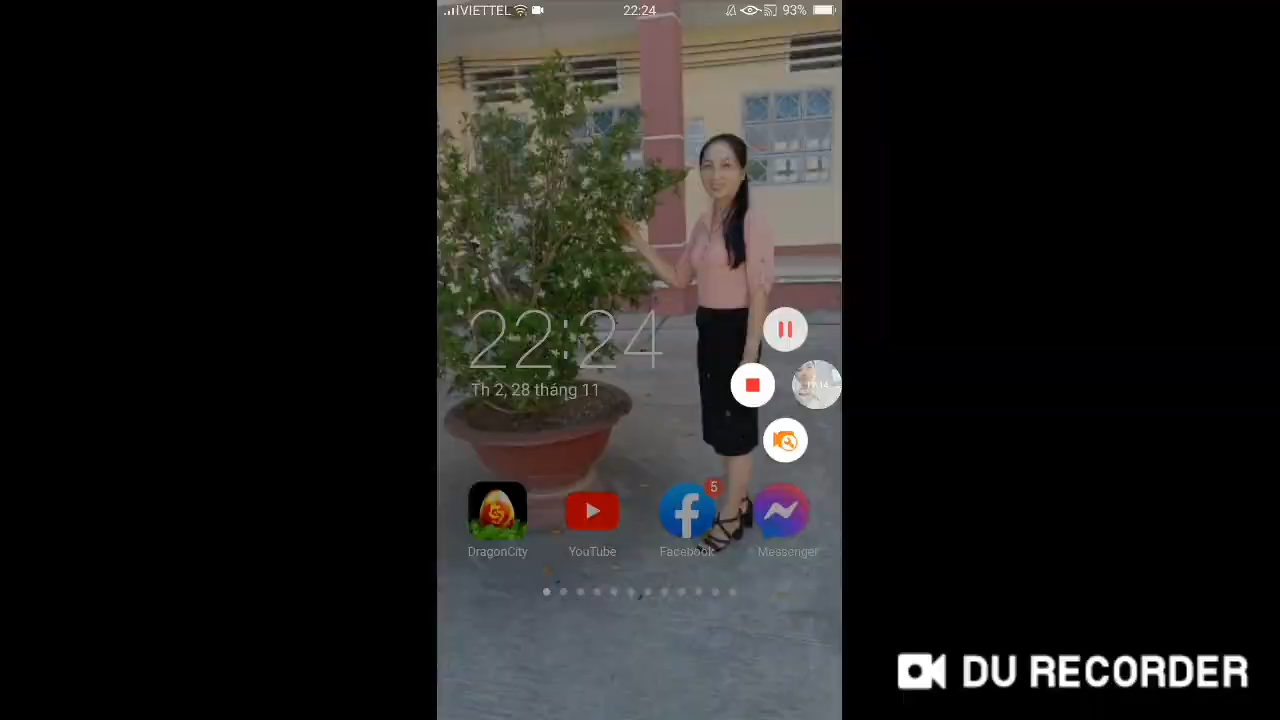 VIETTEL
22:24
93%
22:24
Th 2, 28 tháng 11
5
DragonCity
YouTube
Facebook
Messenger
DU RECORDER